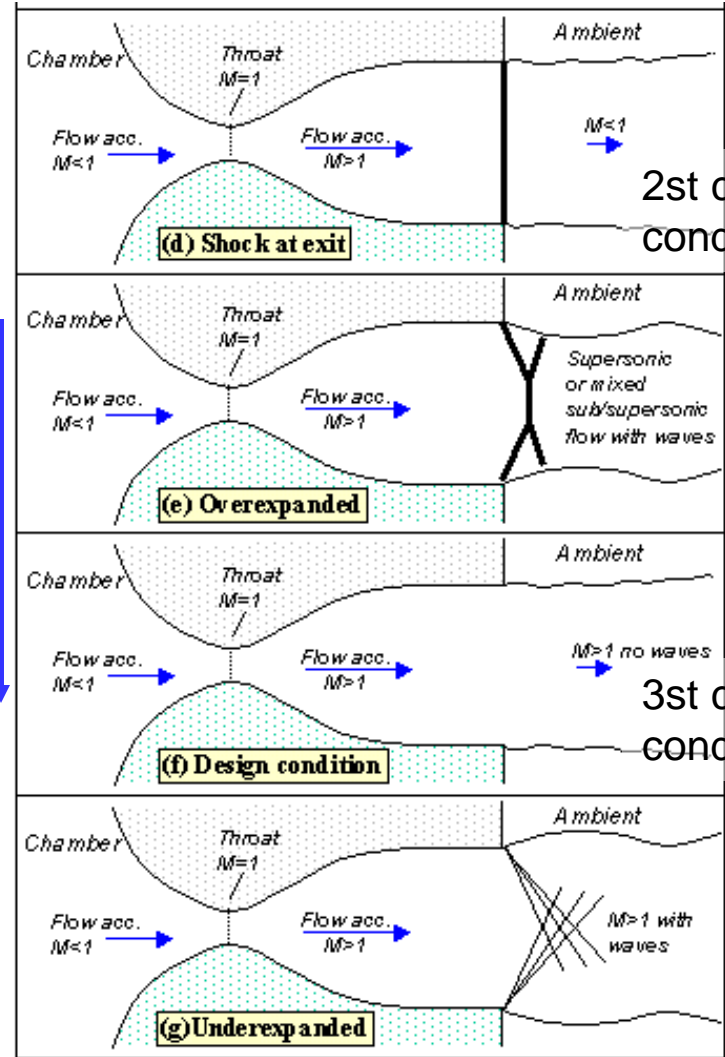 Ambient
Chamber
Throat
M=1
Flow acc.
M<1
Flow acc.
M>1
M<1
2st
(d) Shock at exit
Ambient
Chamber
Throat
M=1
Supersonic
or mixed
sub/supersonic
flow with waves
Flow acc.
M<1
Flow acc.
M>1
(e) Overexpanded
Ambient
Chamber
Throat
M=1
Flow acc.
M<1
Flow acc.
M>1
M>1 no waves
3st
(f) Design condition
Ambient
Chamber
Throat
M=1
Flow acc.
M<1
Flow acc.
M>1
M>1 with
waves
(g)Underexpanded